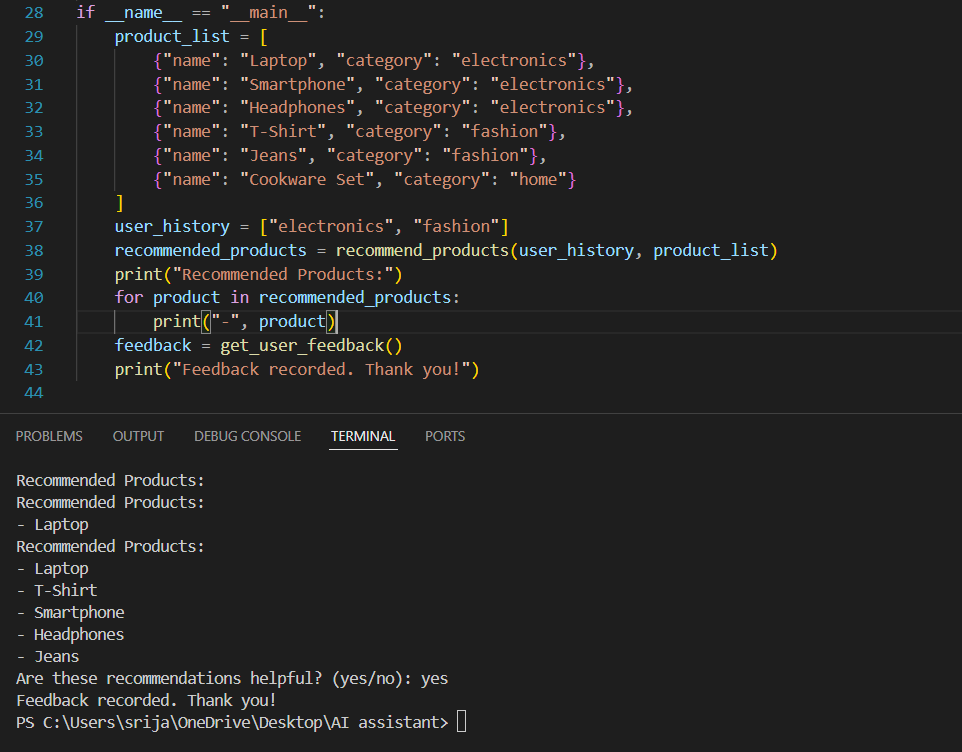 28 if __name__ == "__main__":
29 product_list = [
30 {"name": "Laptop", "category": "electronics"},
31 {"name": "Smartphone", "category": "electronics"},
32 {"name": "Headphones", "category": "electronics"},
33 {"name": "T-Shirt", "category": "fashion"},
34 {"name": "Jeans", "category": "fashion"},
35 {"name": "Cookware Set", "category": "home"}
36 ]
37 user_history = ["electronics", "fashion"]
38 recommended_products = recommend_products(user_history, product_list)
39 print("Recommended Products:")
40 for product in recommended_products:
41 print("-", product)
42 feedback = get_user_feedback()
43 print("Feedback recorded. Thank you!")
44
PROBLEMS OUTPUT DEBUG CONSOLE TERMINAL PORTS
Recommended Products:
Recommended Products:
- Laptop
Recommended Products:
- Laptop
- T-Shirt
- Smartphone
- Headphones
- Jeans
Are these recommendations helpful? (yes/no): yes
Feedback recorded. Thank you!
PS C:\Users\srija\OneDrive\Desktop\AI assistant>